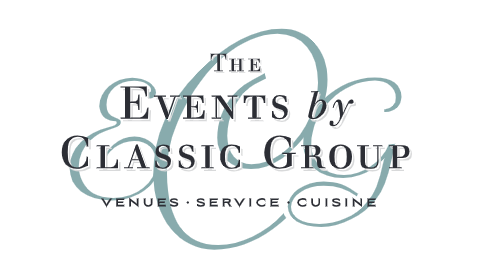 The
Events by
Classic Group
VENUES · SERVICE · CUISINE